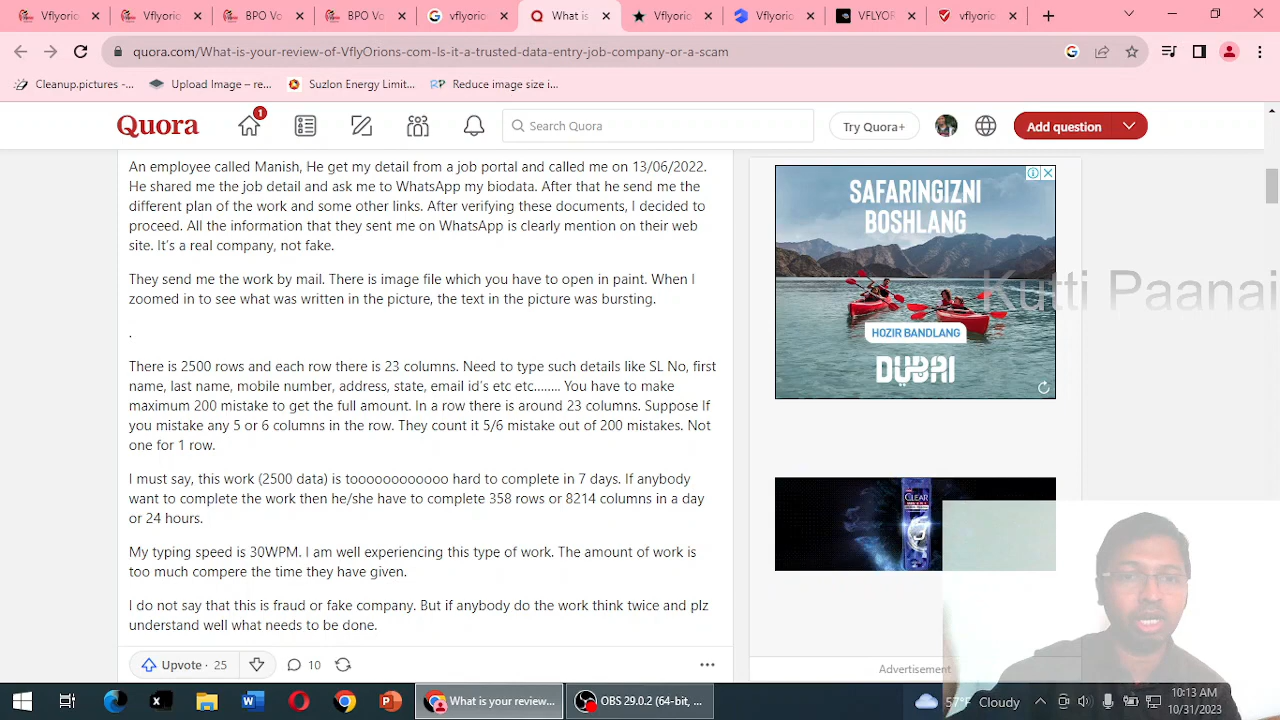 Vflyoria
BPO Vf
BPO Vf
Vflyoric
What is
Vflyoric
Vflyoric
VFLYOR
vflyoric
quora.com/What-is-your-review-of-VflyOrions-com-Is-it-a-trusted-data-entry-job-company-or-a-scam
Cleanup.pictures -...
Upload Image – re...
Suzlon Energy Limit...
Reduce image size i...
Quora
1
Search Quora
Try Quora+
Add question
An employee called Manish, He get my detail from a job portal and called me on 13/06/2022.
He shared me the job detail and ask me to WhatsApp my biodata. After that he send me the
different plan of the work and some other links. After verifying these documents, I decided to
proceed. All the information that they sent me on WhatsApp is clearly mention on their web
site. It's a real company, not fake.
They send me the work by mail. There is image file which you have to open in paint. When I
zoomed in to see what was written in the picture, the text in the picture was bursting.
.
There is 2500 rows and each row there is 23 columns. Need to type such details like SL No, first
name, last name, mobile number, address, state, email id's etc etc........ You have to make
maximum 200 mistake to get the full amount. In a row there is around 23 columns. Suppose If
you mistake any 5 or 6 columns in the row. They count it 5/6 mistake out of 200 mistakes. Not
one for 1 row.
I must say, this work (2500 data) is tooooooooooo hard to complete in 7 days. If anybody
want to complete the work then he/she have to complete 358 rows or 8214 columns in a day
or 24 hours.
My typing speed is 30WPM. I am well experiencing this type of work. The amount of work is
too much compere the time they have given.
I do not say that this is fraud or fake company. But if anybody do the work think twice and plz
understand well what needs to be done.
Upvote · 25
10
SAFARINGIZNI
BOSHLANG
HOZIR BANDLANG
DUBAI
Kutti Paanai
CLEAR
Advertisement
What is your review...
OBS 29.0.2 (64-bit, ...
57°F Cloudy
10:13 AM
10/31/2023